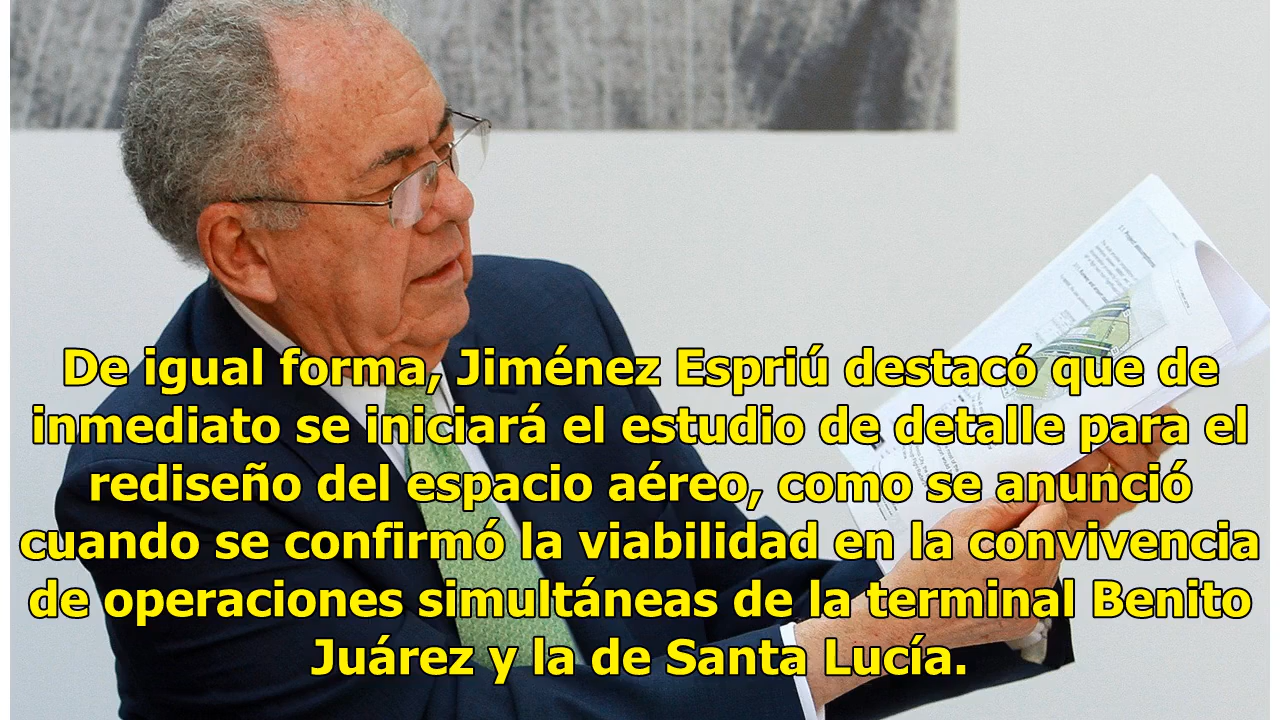 De igual forma, Jiménez Espriú destacó que de
inmediato se iniciará el estudio de detalle para el
rediseño del espacio aéreo, como se anunció
cuando se confirmó la viabilidad en la convivencia
de operaciones simultáneas de la terminal Benito
Juárez y la de Santa Lucía.